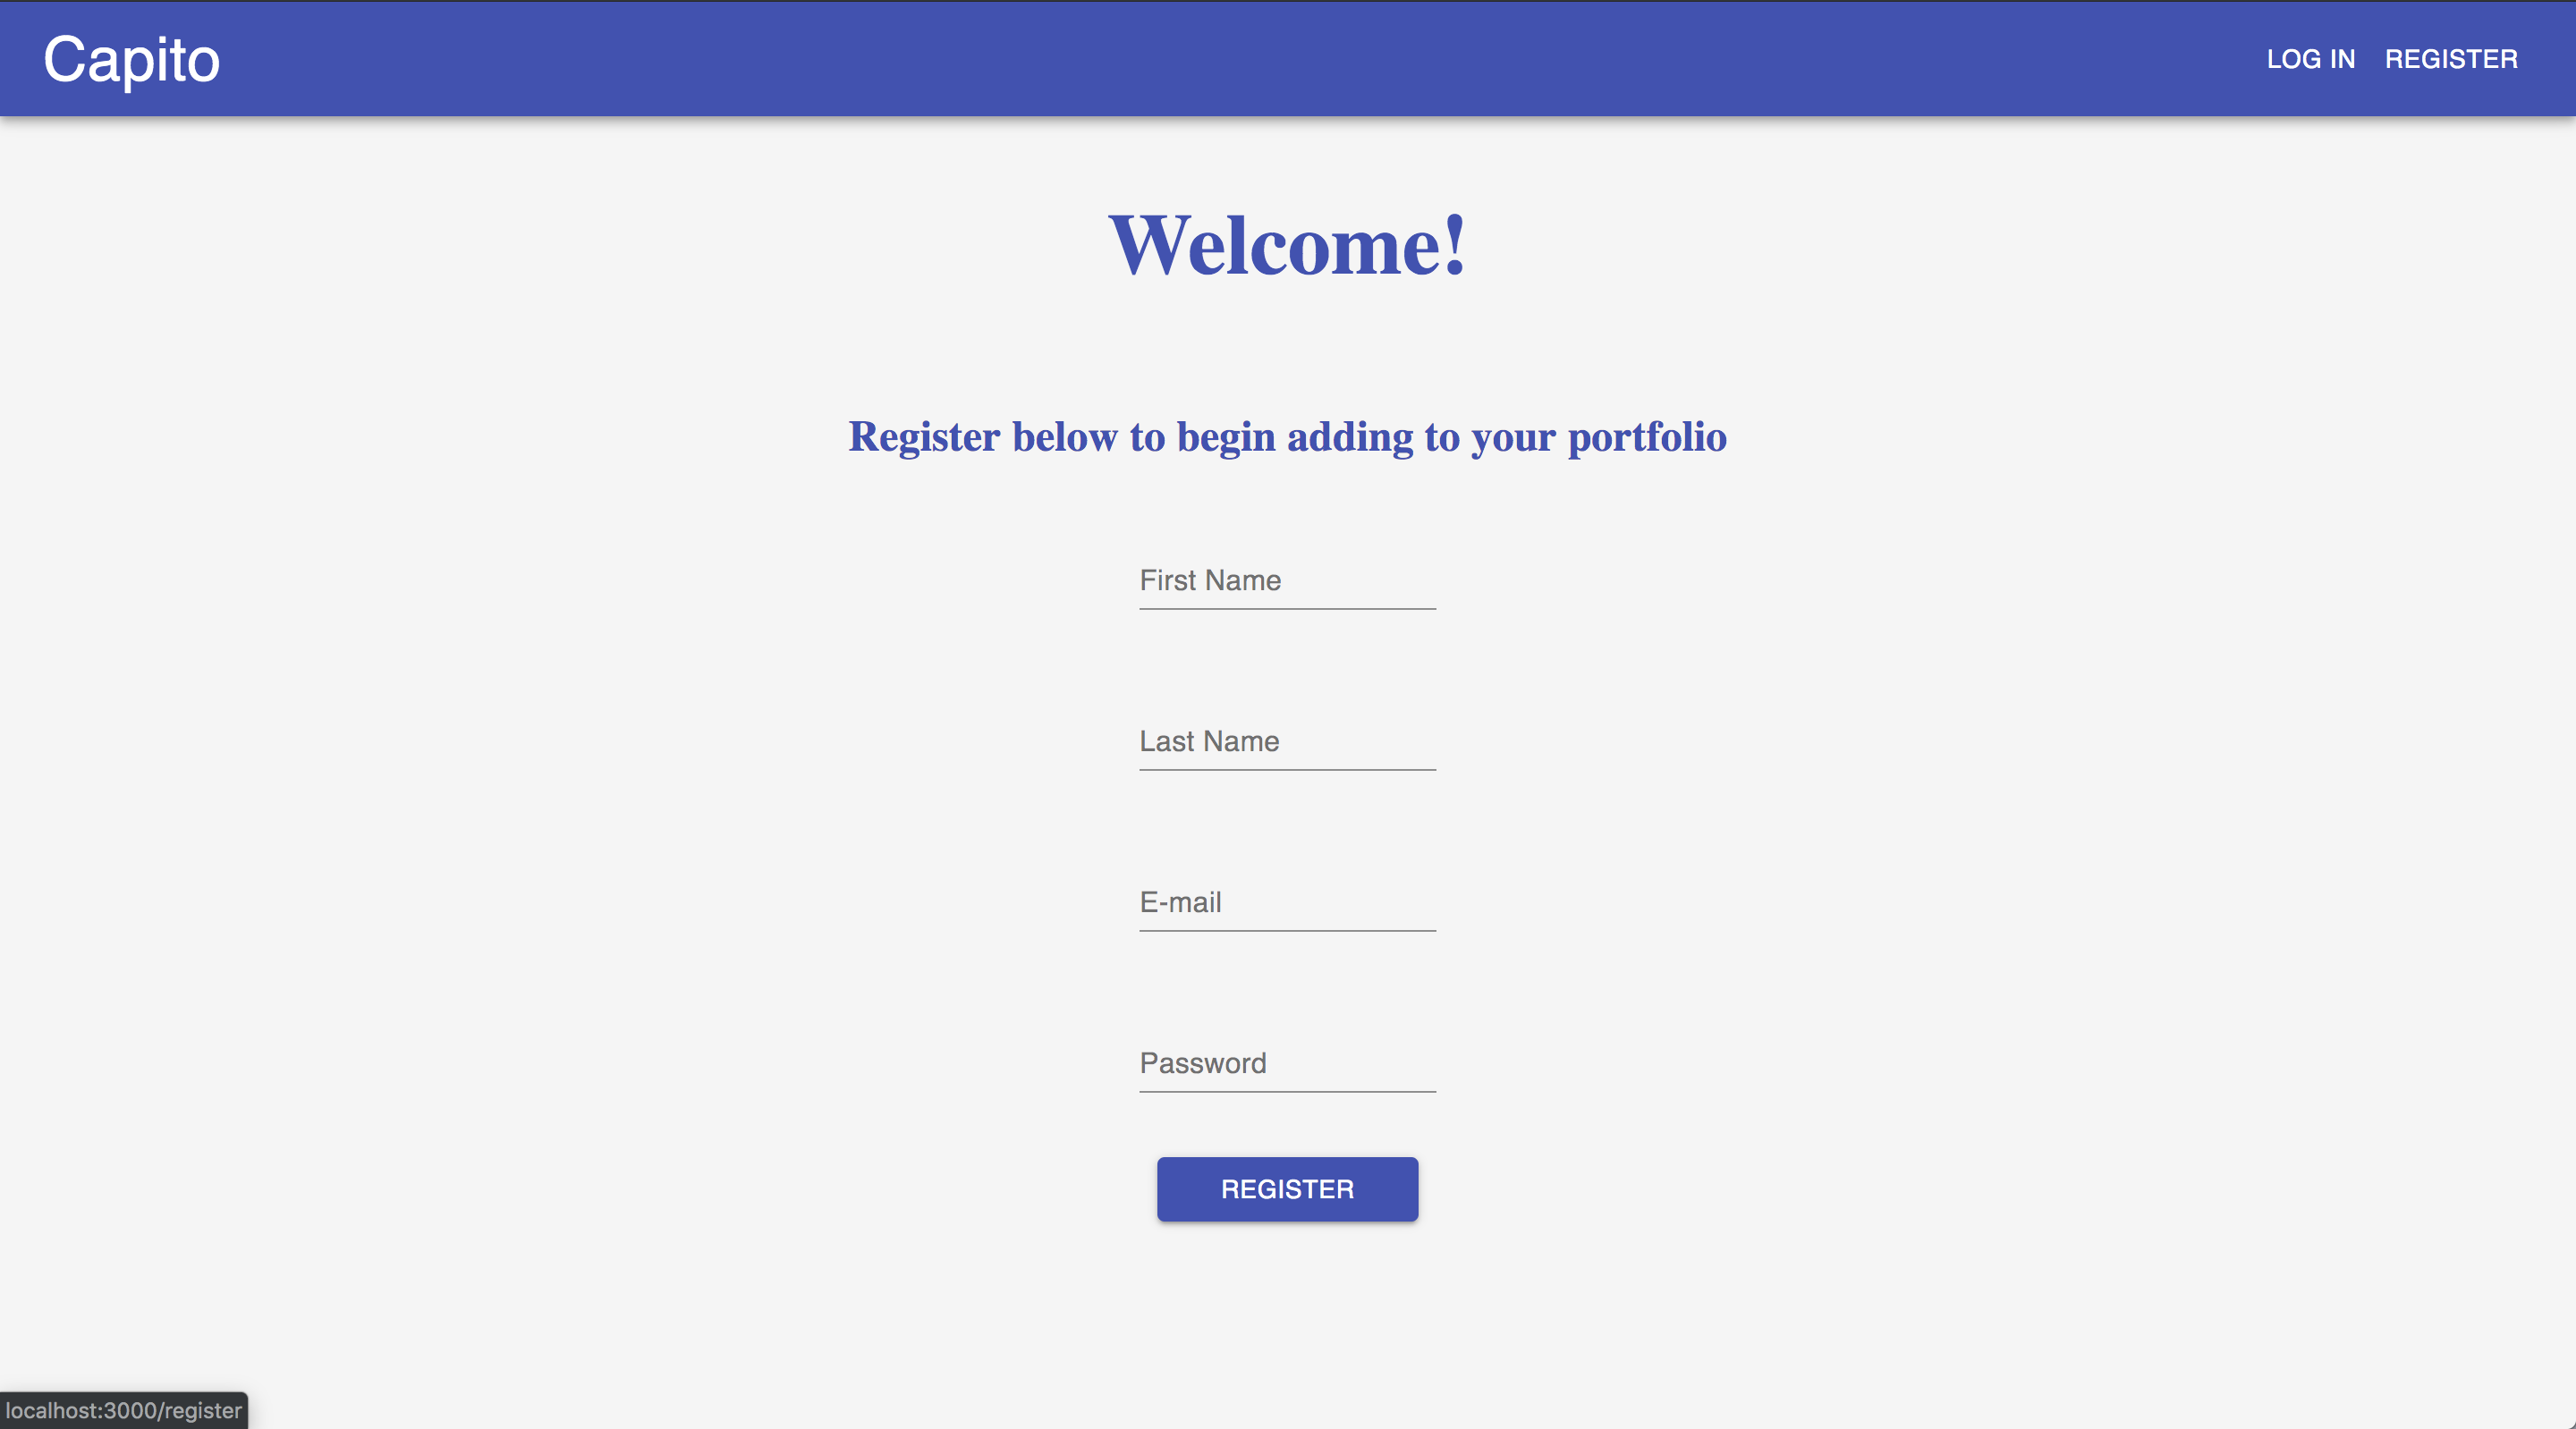 Capito
LOG IN REGISTER
Welcome!
Register below to begin adding to your portfolio
First Name
Last Name
E-mail
Password
REGISTER
localhost:3000/register